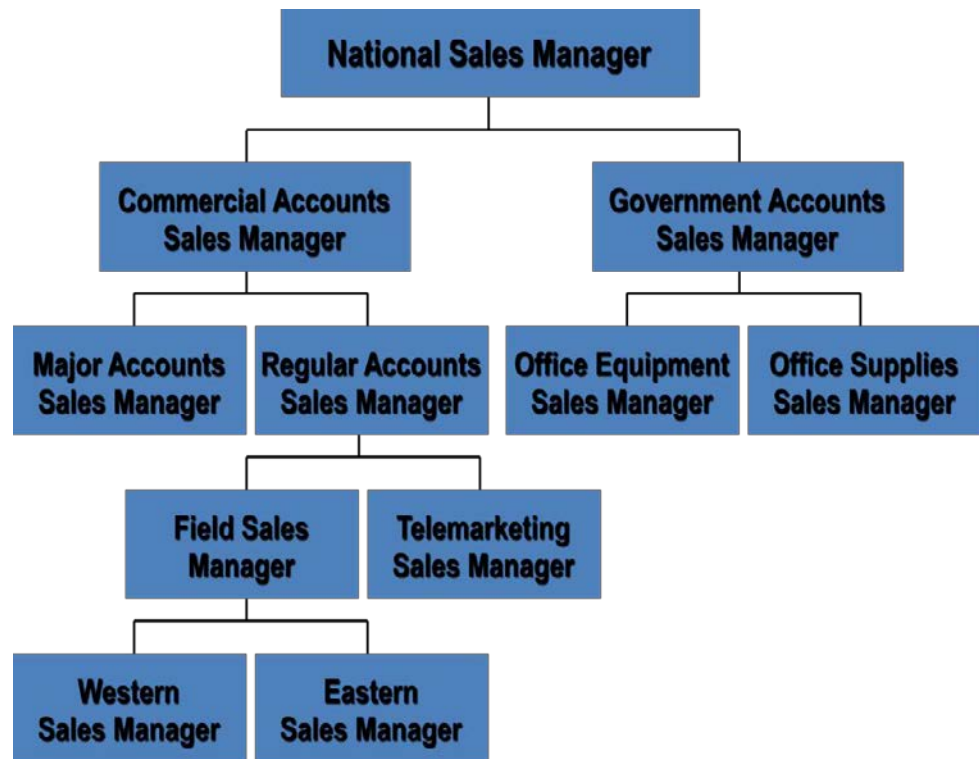 National Sales Manager
Commercial Accounts
Sales Manager
Government Accounts
Sales Manager
Major Accounts
Sales Manager
Regular Accounts
Sales Manager
Office Equipment
Sales Manager
Office Supplies
Sales Manager
Field Sales
Manager
Telemarketing
Sales Manager
Western
Sales Manager
Eastern
Sales Manager